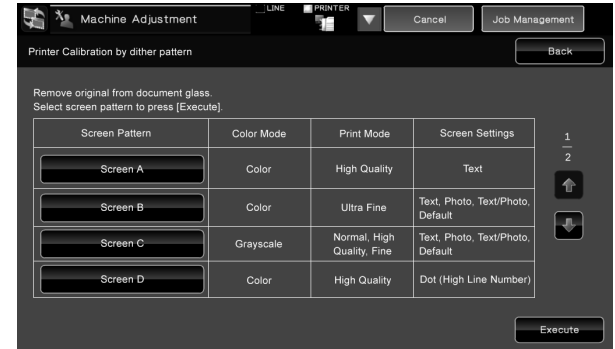 Machine Adjustment
LINE
PRINTER
Cancel
Job Management
Printer Calibration by dither pattern
Back
Remove original from document glass.
Select screen pattern to press [Execute].
Screen Pattern Color Mode Print Mode Screen Settings
1
2
Screen A Color High Quality Text
Screen B Color Ultra Fine Text, Photo, Text/Photo,
Default
Screen C Grayscale Normal, High
Quality, Fine
Text, Photo, Text/Photo,
Default
Screen D Color High Quality Dot (High Line Number)
Execute